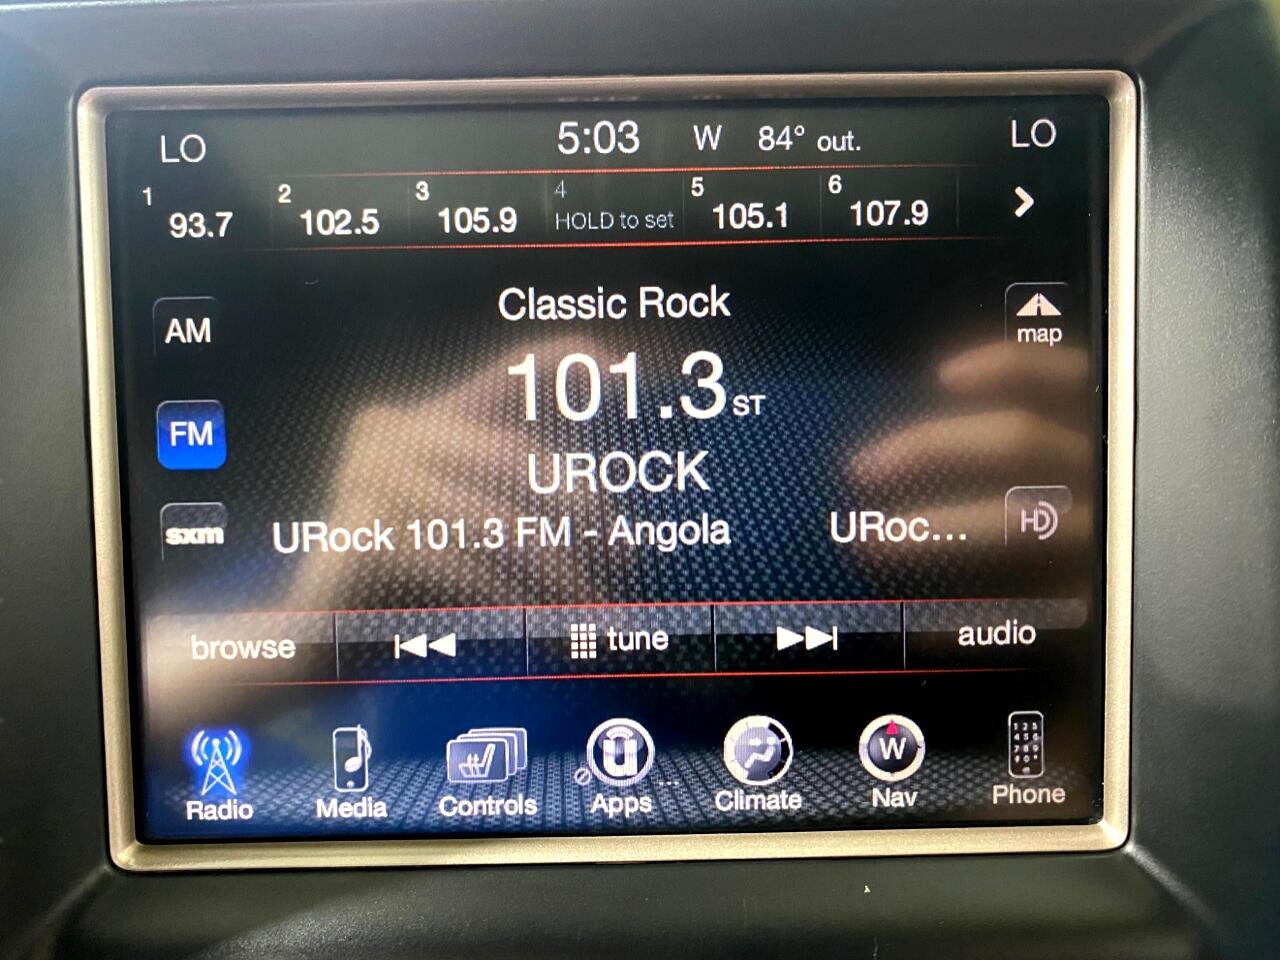 LO 5:03 W 84° out. LO
1 93.7 2 102.5 3 105.9 4 HOLD to set 5 105.1 6 107.9
Classic Rock
AM map
101.3 ST
FM
UROCK
sxm URock 101.3 FM - Angola URoc... HD
browse tune audio
W
Radio Media Controls Apps Climate Nav Phone